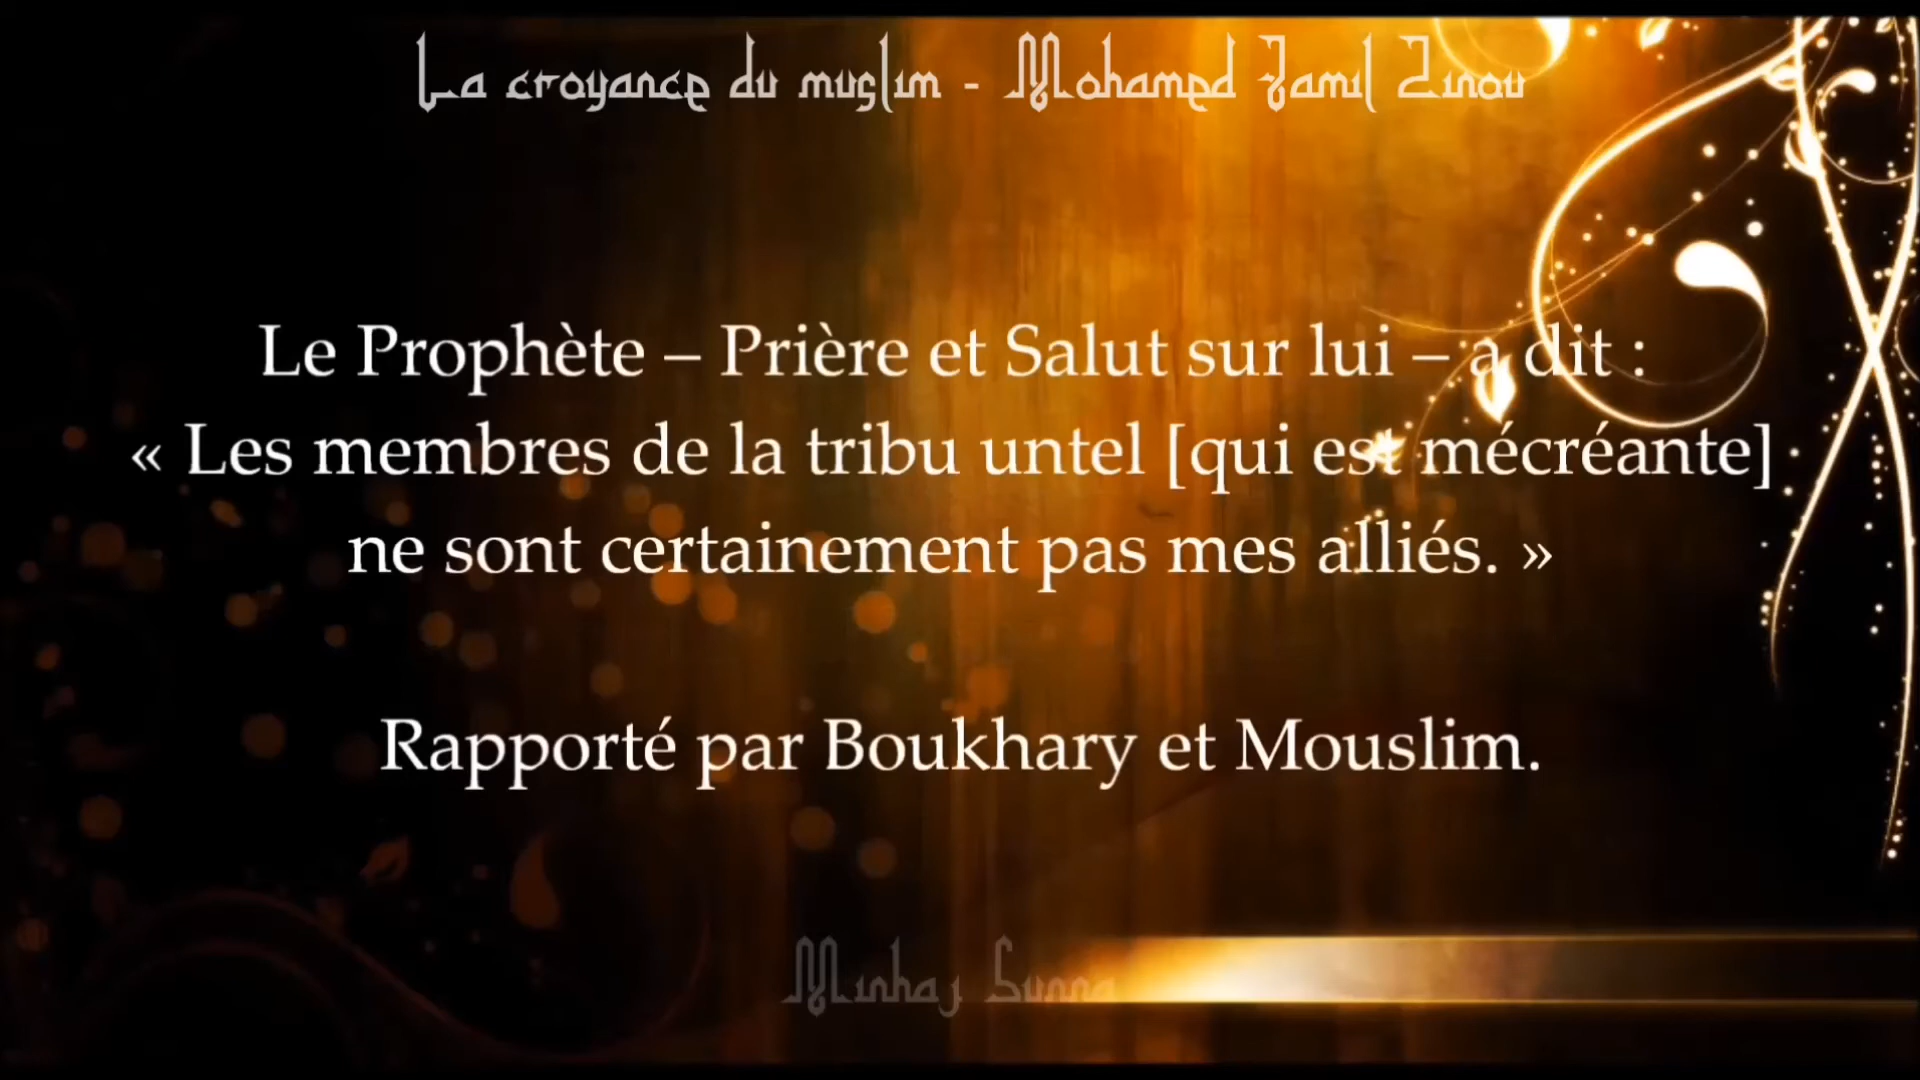 La croyance du muslim - Mohamed Jamil Zinou
Le Prophète – Prière et Salut sur lui – a dit :
« Les membres de la tribu untel [qui est mécréante]
ne sont certainement pas mes alliés. »
Rapporté par Boukhary et Mouslim.
Minhaj Sunna